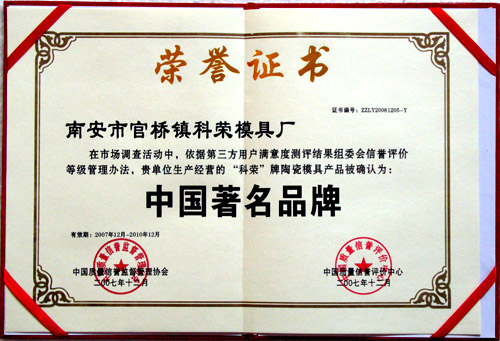 荣誉证书
证书编号：ZZLY20081205-Y
南安市官桥镇科荣模具厂
在市场调查活动中，依据第三方用户满意度测评结果组委会信誉评价
等级管理办法，贵单位生产经营的“科荣”牌陶瓷模具产品被确认为：
中国著名品牌
有效期：2007年12月-2010年12月
中国质量信誉监督管理协会
中国质量信誉评价中心
二00七年十二月
二00七年十二月